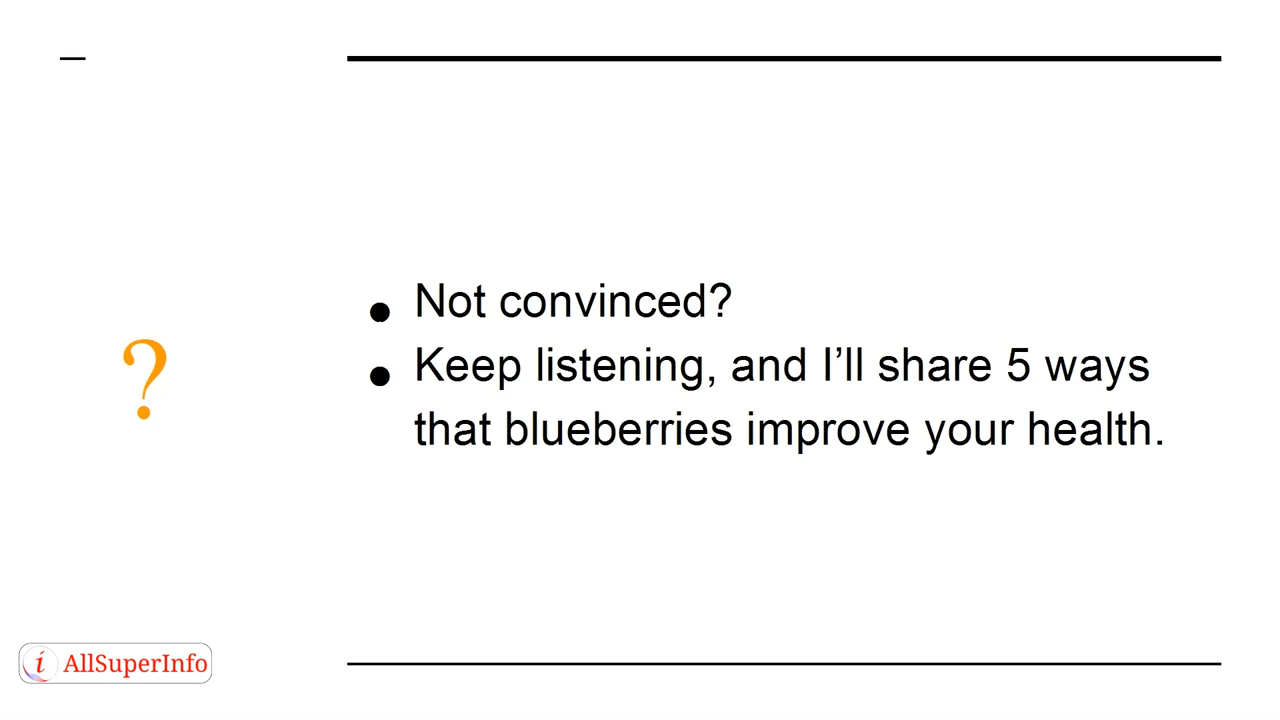 Not convinced?
Keep listening, and I’ll share 5 ways
that blueberries improve your health.
?
i AllSuperInfo